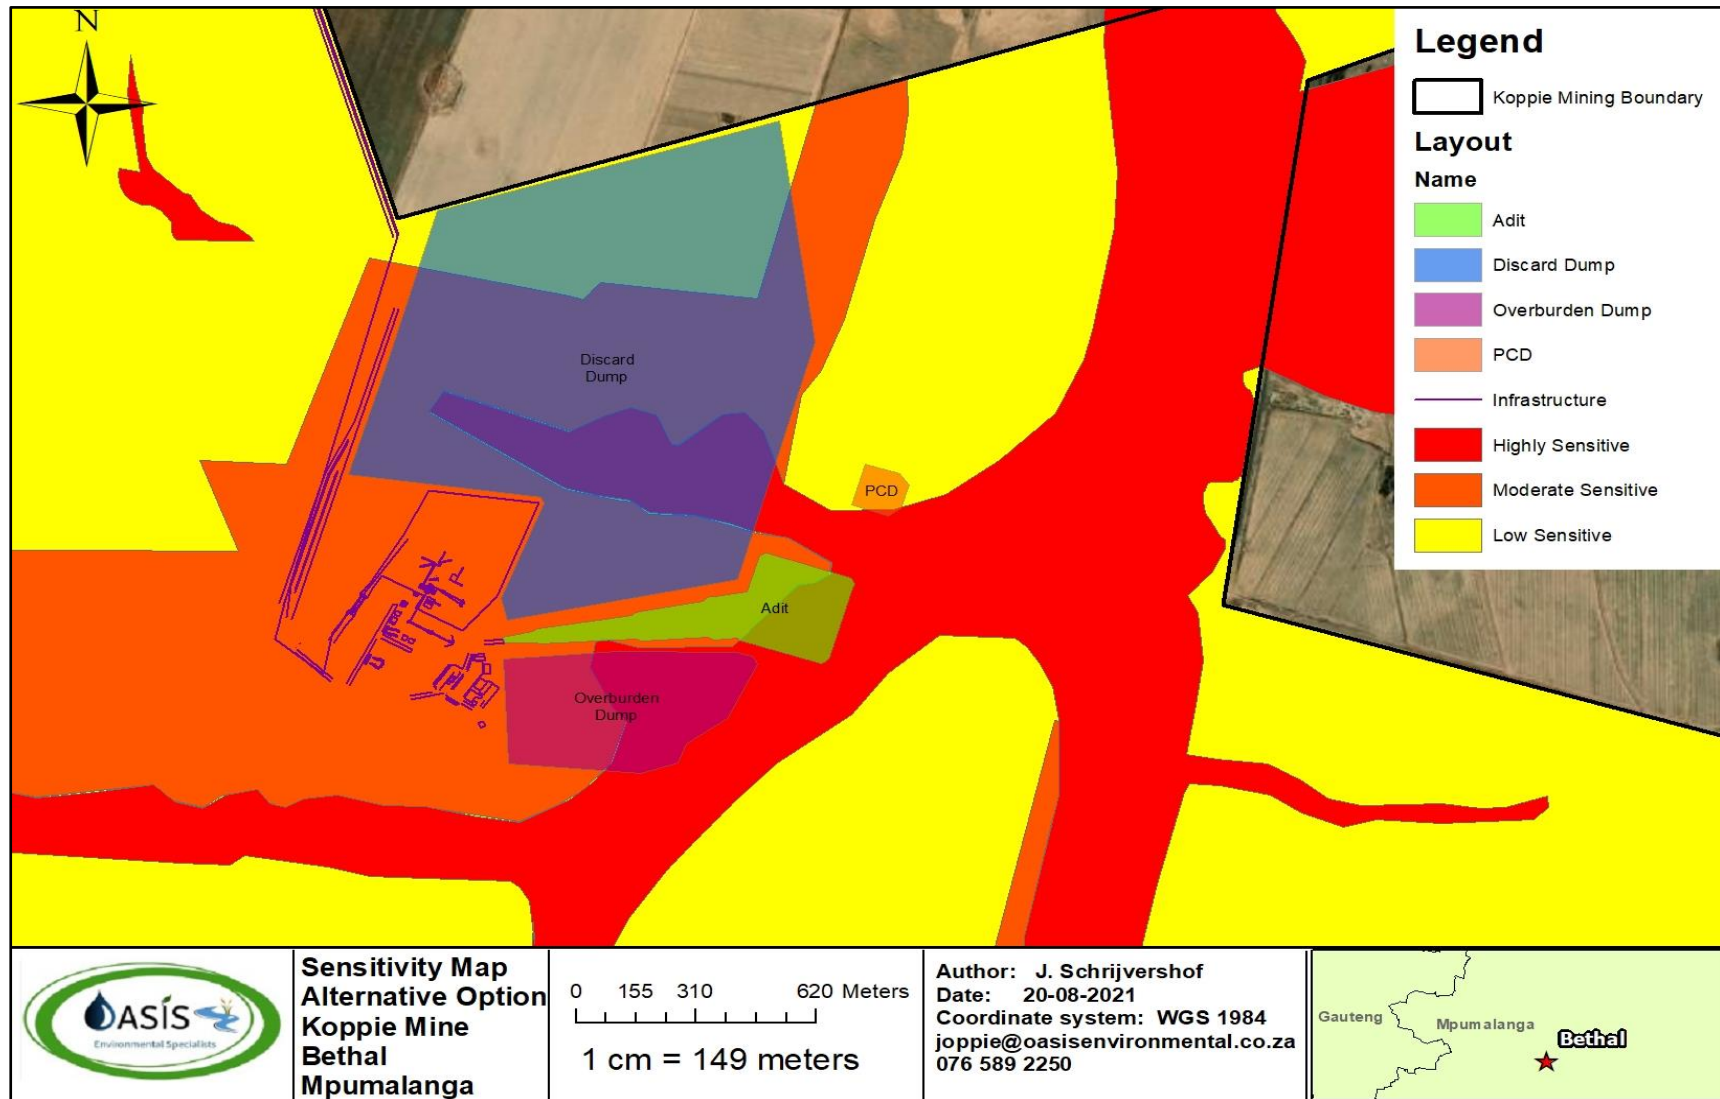 N
Discard
Dump
PCD
Adit
Overburden
Dump
Legend
Koppie Mining Boundary
Layout
Name
Adit
Discard Dump
Overburden Dump
PCD
Infrastructure
Highly Sensitive
Moderate Sensitive
Low Sensitive
OASIS
Environmental Specialists
Sensitivity Map
Alternative Option
Koppie Mine
Bethal
Mpumalanga
0 155 310 620 Meters
1 cm = 149 meters
Author: J. Schrijvershof
Date: 20-08-2021
Coordinate system: WGS 1984
joppie@oasisenvironmental.co.za
076 589 2250
Gauteng
Mpumalanga
Bethal